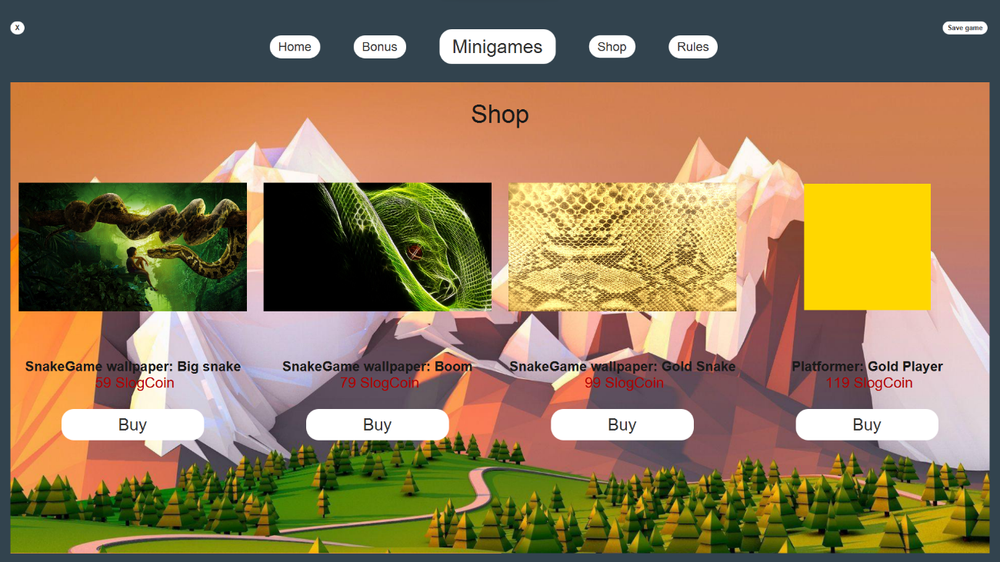 X
Save game
Home
Bonus
Minigames
Shop
Rules
Shop
SnakeGame wallpaper: Big snake
59 SlogCoin
Buy
SnakeGame wallpaper: Boom
79 SlogCoin
Buy
SnakeGame wallpaper: Gold Snake
99 SlogCoin
Buy
Platformer: Gold Player
119 SlogCoin
Buy